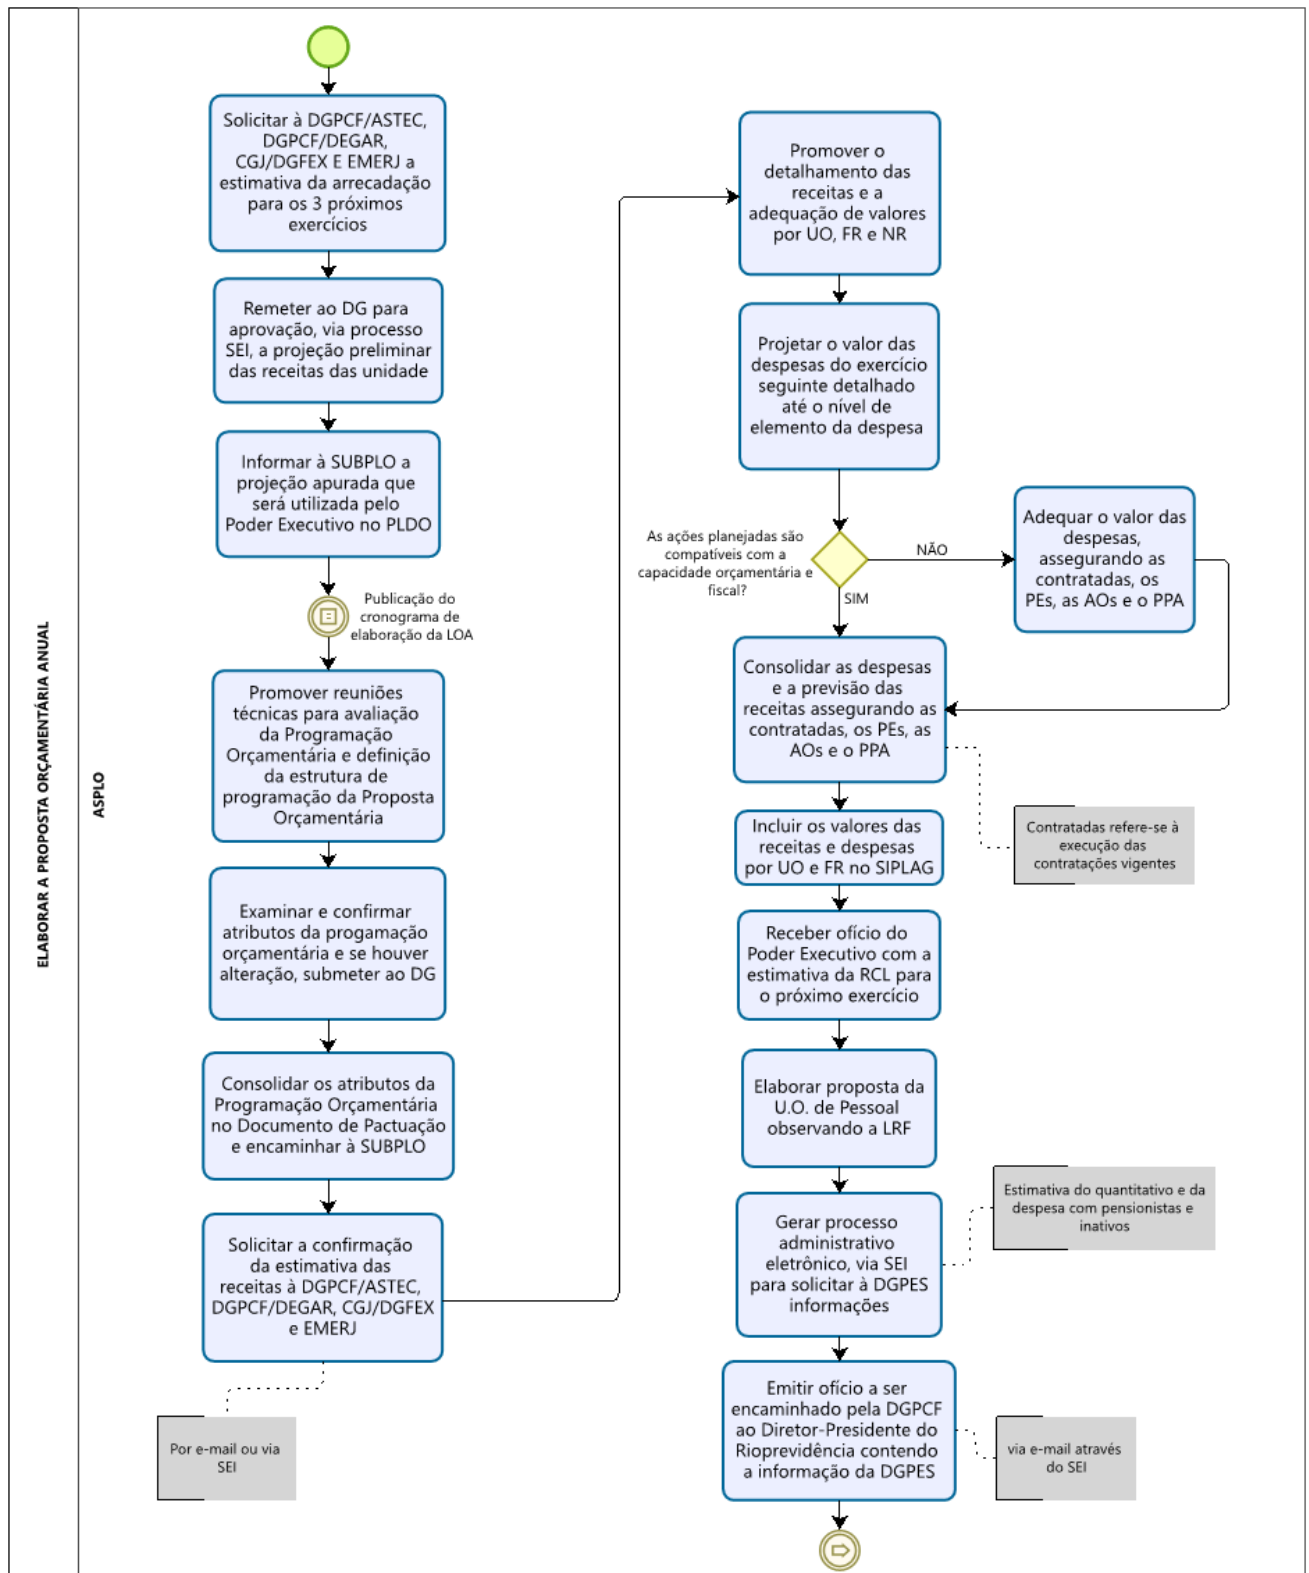 ELABORAR A PROPOSTA ORÇAMENTÁRIA ANUAL
ASPLO
Solicitar à DGPCF/ASTEC,
DGPCF/DEGAR,
CGJ/DGFEX E EMERJ a
estimativa da arrecadação
para os 3 próximos
exercícios
Remeter ao DG para
aprovação, via processo
SEI, a projeção preliminar
das receitas das unidade
Informar à SUBPLO a
projeção apurada que
será utilizada pelo
Poder Executivo no PLDO
Publicação do
cronograma de
elaboração da LOA
Promover reuniões
técnicas para avaliação
da Programação
Orçamentária e definição
da estrutura de
programação da Proposta
Orçamentária
Examinar e confirmar
atributos da progamação
orçamentária e se houver
alteração, submeter ao DG
Consolidar os atributos da
Programação Orçamentária
no Documento de Pactuação
e encaminhar à SUBPLO
Solicitar a confirmação
da estimativa das
receitas à DGPCF/ASTEC,
DGPCF/DEGAR, CGJ/DGFEX
e EMERJ
Por e-mail ou via
SEI
Promover o
detalhamento das
receitas e a
adequação de valores
por UO, FR e NR
Projetar o valor das
despesas do exercício
seguinte detalhado
até o nível de
elemento da despesa
As ações planejadas são
compatíveis com a
capacidade orçamentária e
fiscal?
NÃO
SIM
Adequar o valor das
despesas,
assegurando as
contratadas, os
PEs, as AOs e o PPA
Consolidar as despesas
e a previsão das
receitas assegurando as
contratadas, os PEs, as
AOs e o PPA
Contratadas refere-se à
execução das
contratações vigentes
Incluir os valores das
receitas e despesas
por UO e FR no SIPLAG
Receber ofício do
Poder Executivo com a
estimativa da RCL para
o próximo exercício
Elaborar proposta da
U.O. de Pessoal
observando a LRF
Estimativa do quantitativo e da
despesa com pensionistas e
inativos
Gerar processo
administrativo
eletrônico, via SEI
para solicitar à DGPES
informações
Emitir ofício a ser
encaminhado pela DGPCF
ao Diretor-Presidente do
Rioprevidência contendo
a informação da DGPES
via e-mail através
do SEI